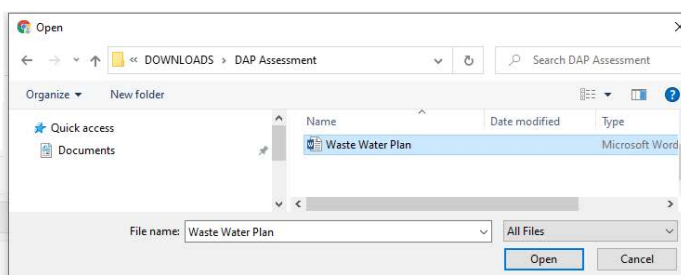 Open
« DOWNLOADS › DAP Assessment Search DAP Assessment
Organize New folder
Name Date modified Type
Quick access
Documents
Waste Water Plan Microsoft Word
File name: Waste Water Plan All Files
Open Cancel